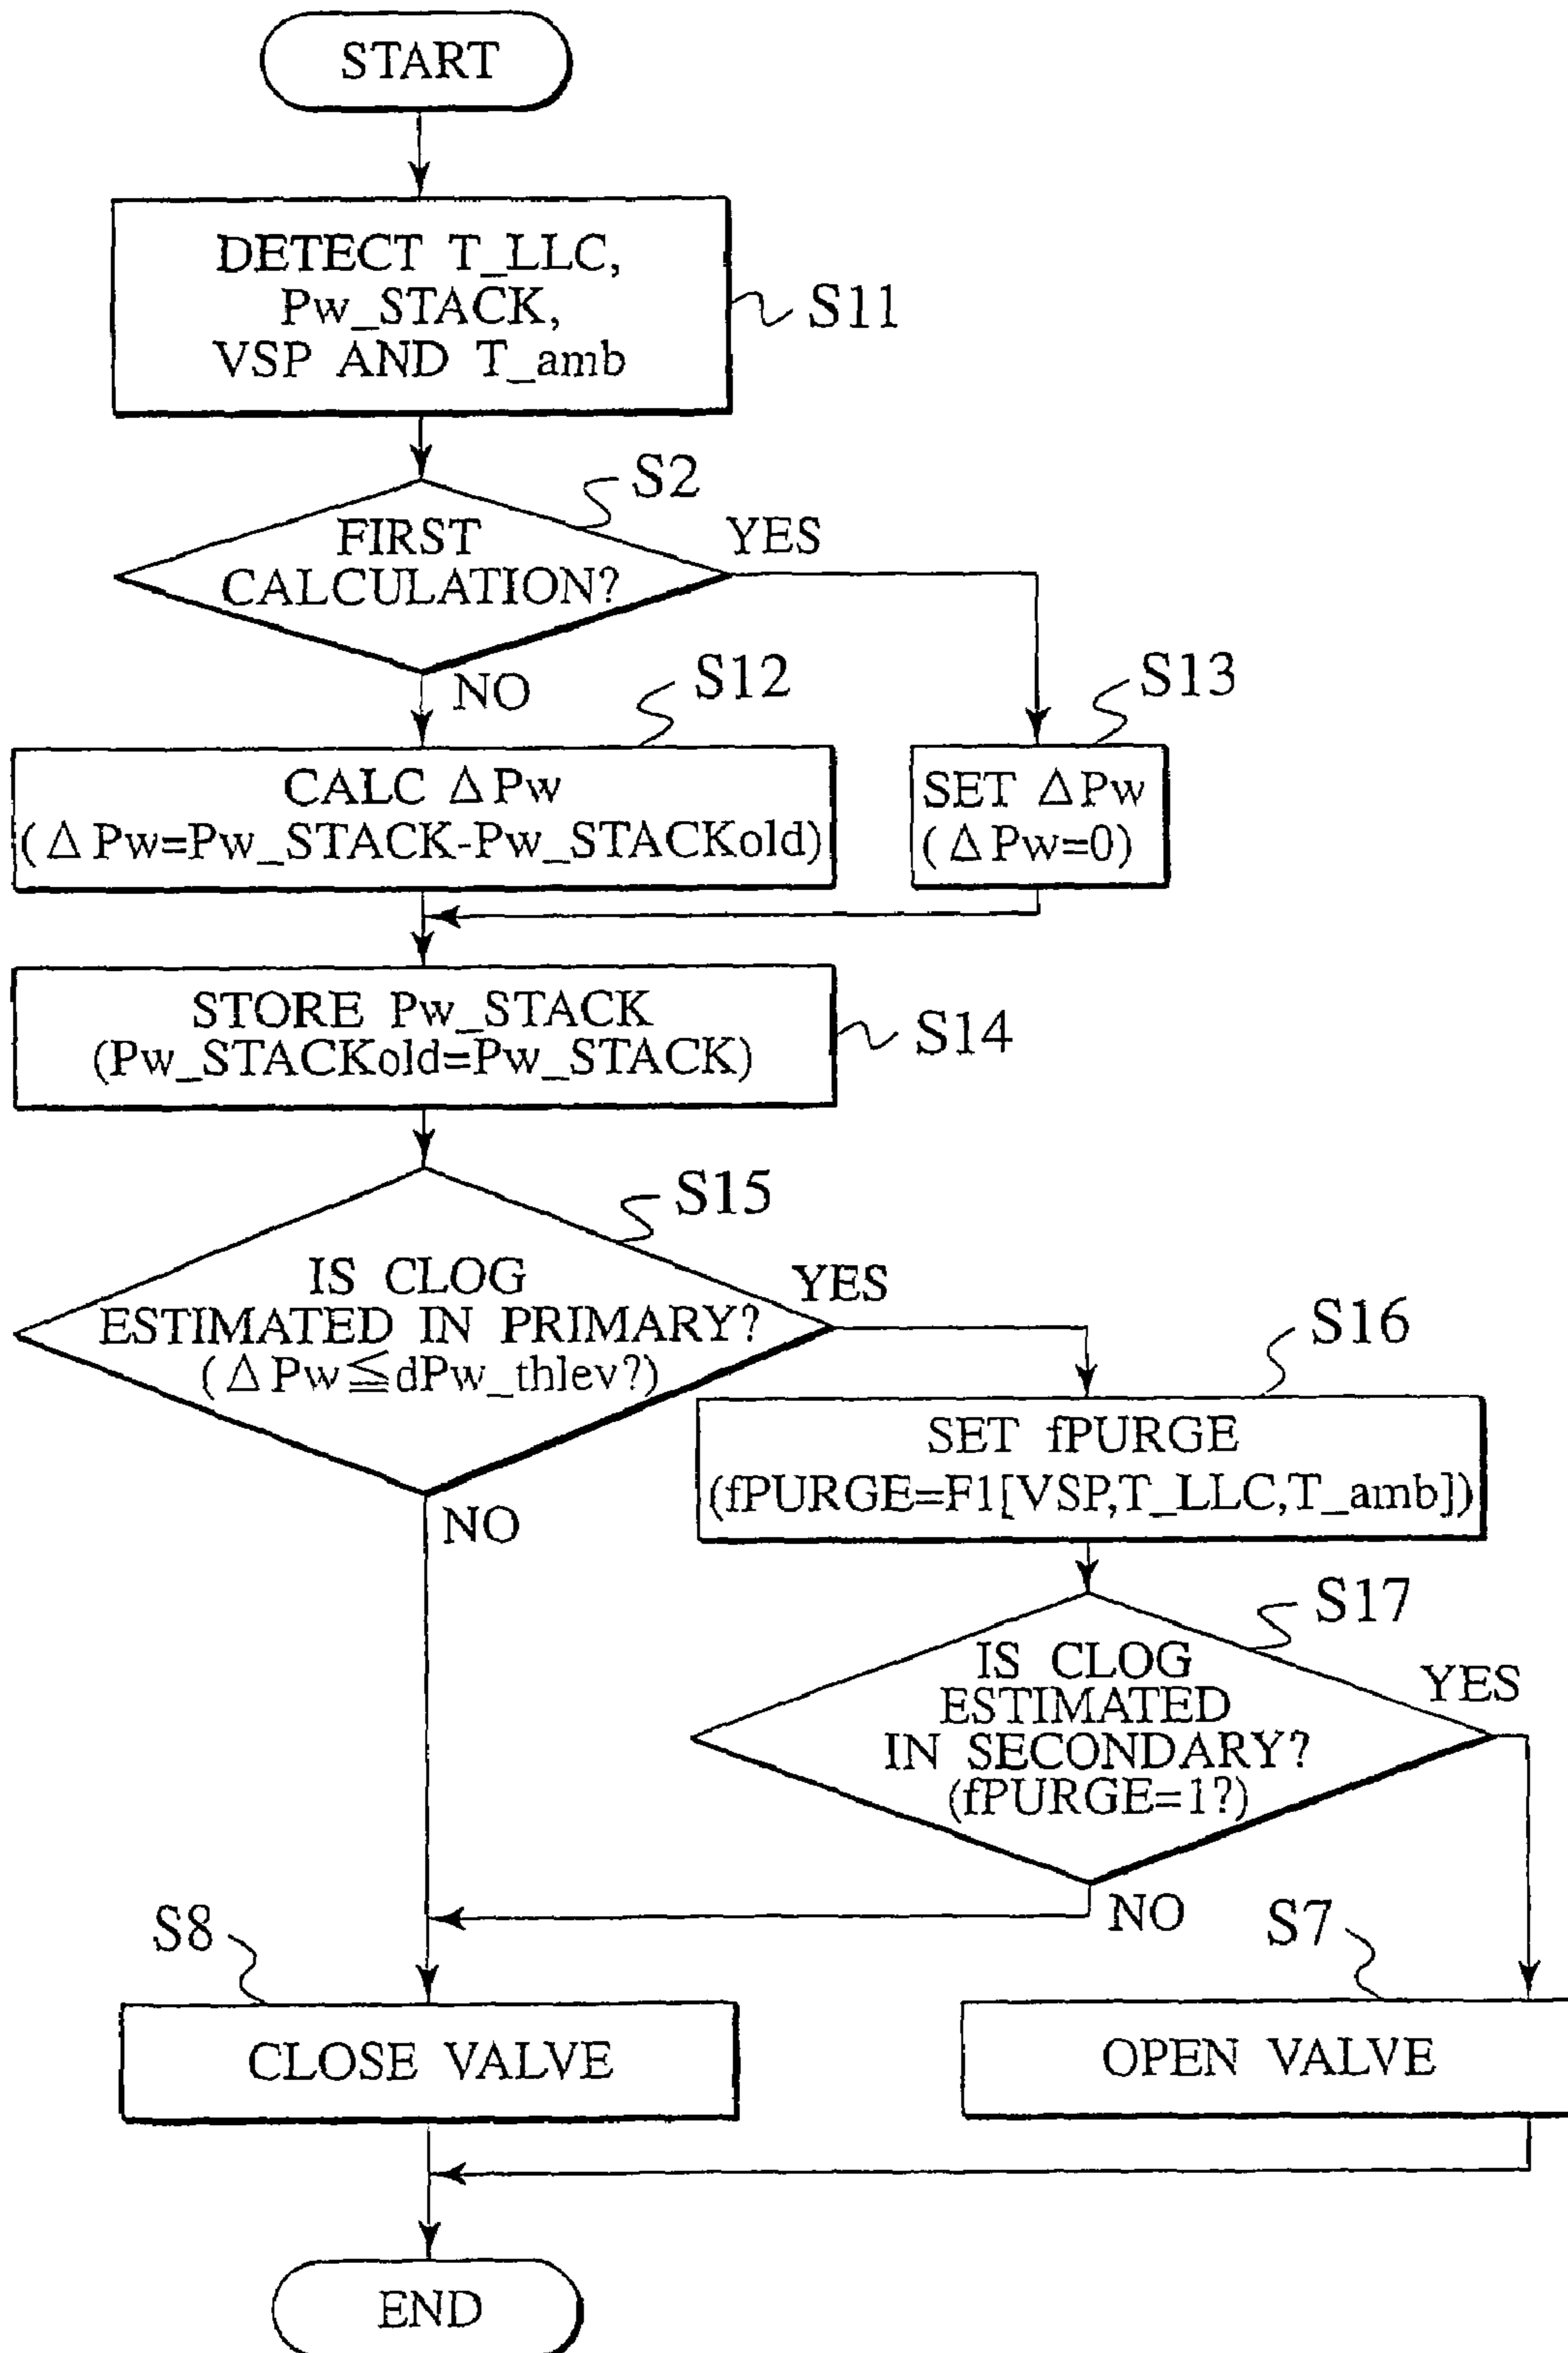 START
DETECT T_LLC,
Pw_STACK,
VSP AND T_amb
S11
S2
FIRST
CALCULATION?
YES
NO
S12
S13
CALC ΔPw
(ΔPw=Pw_STACK-Pw_STACKold)
SET ΔPw
(ΔPw=0)
STORE Pw_STACK
(Pw_STACKold=Pw_STACK)
S14
S15
IS CLOG
ESTIMATED IN PRIMARY?
(ΔPw≦dPw_thlev?)
YES
NO
S16
SET fPURGE
(fPURGE=F1[VSP,T_LLC,T_amb])
S17
IS CLOG
ESTIMATED
IN SECONDARY?
(fPURGE=1?)
YES
NO
S8
S7
CLOSE VALVE
OPEN VALVE
END